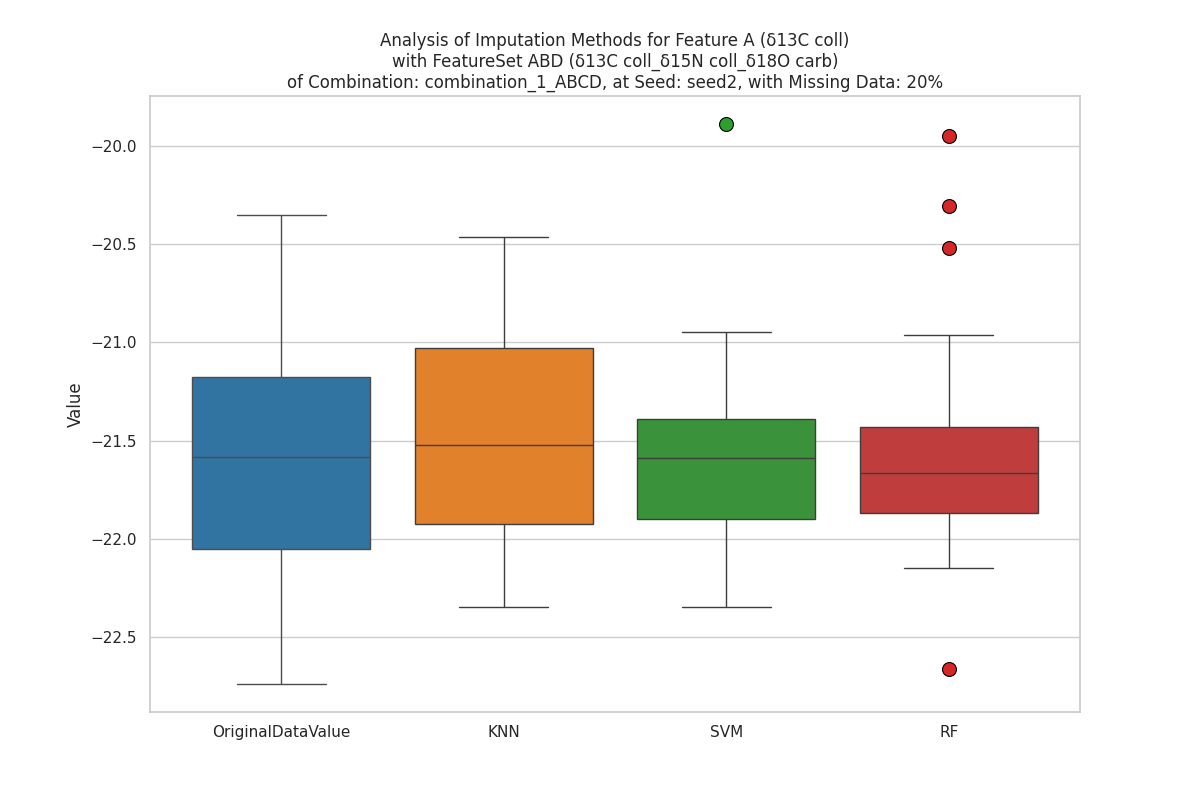 Analysis of Imputation Methods for Feature A (δ13C coll)
with FeatureSet ABD (δ13C coll_δ15N coll_δ18O carb)
of Combination: combination_1_ABCD, at Seed: seed2, with Missing Data: 20%
Value
−20.0
−20.5
−21.0
−21.5
−22.0
−22.5
OriginalDataValue
KNN
SVM
RF